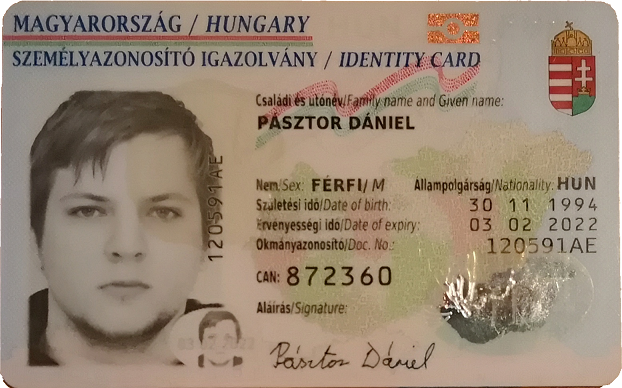 MAGYARORSZÁG / HUNGARY
SZEMÉLYAZONOSÍTÓ IGAZOLVÁNY / IDENTITY CARD
Családi és utónév/Family name and Given name:
PÁSZTOR DÁNIEL
Nem/Sex: FÉRFI/ M Állampolgárság/Nationality: HUN
Születési idő/Date of birth: 30 11 1994
Érvényességi idő/Date of expiry: 03 02 2022
Okmányazonosító/Doc. No.: 120591AE
CAN: 872360
Aláírás/Signature:
Pásztor Dániel
120591AE